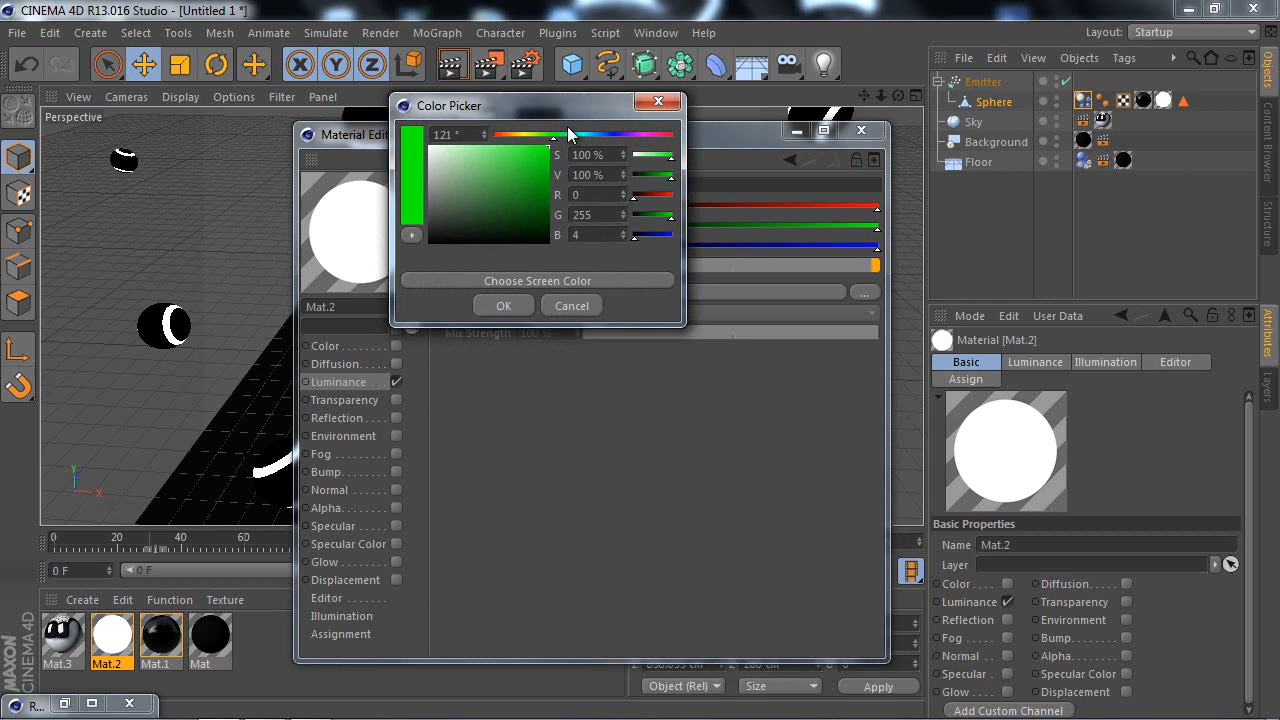 CINEMA 4D R13.016 Studio - [Untitled 1 *]
File Edit Create Select Tools Mesh Animate Simulate Render MoGraph Character Plugins Script Window Help
Layout: Startup
X Y Z
View Cameras Display Options Filter Panel
Perspective
Color Picker
121 °
S 100 %
V 100 %
R 0
G 255
B 4
Choose Screen Color
OK Cancel
Material Edit
Mat.2
...
Mix Strength 100 %
Color
Diffusion
Luminance
Transparency
Reflection
Environment
Fog
Bump
Normal
Alpha
Specular
Specular Color
Glow
Displacement
Editor
Illumination
Assignment
Y
X
0 20 40 60
0 F 0 F
Create Edit Function Texture
Mat.3 Mat.2 Mat.1 Mat
MAXON
CINEMA 4D
Object (Rel) Size Apply
R...
File Edit View Objects Tags
Emitter
Sphere
Sky
Background
Floor
Objects
Structure
Mode Edit User Data
Material [Mat.2]
Basic Luminance Illumination Editor
Assign
Basic Properties
Name Mat.2
Layer
Color Diffusion
Luminance Transparency
Reflection Environment
Fog Bump
Normal Alpha
Specular Specular Color
Glow Displacement
Add Custom Channel
Attributes
Layers